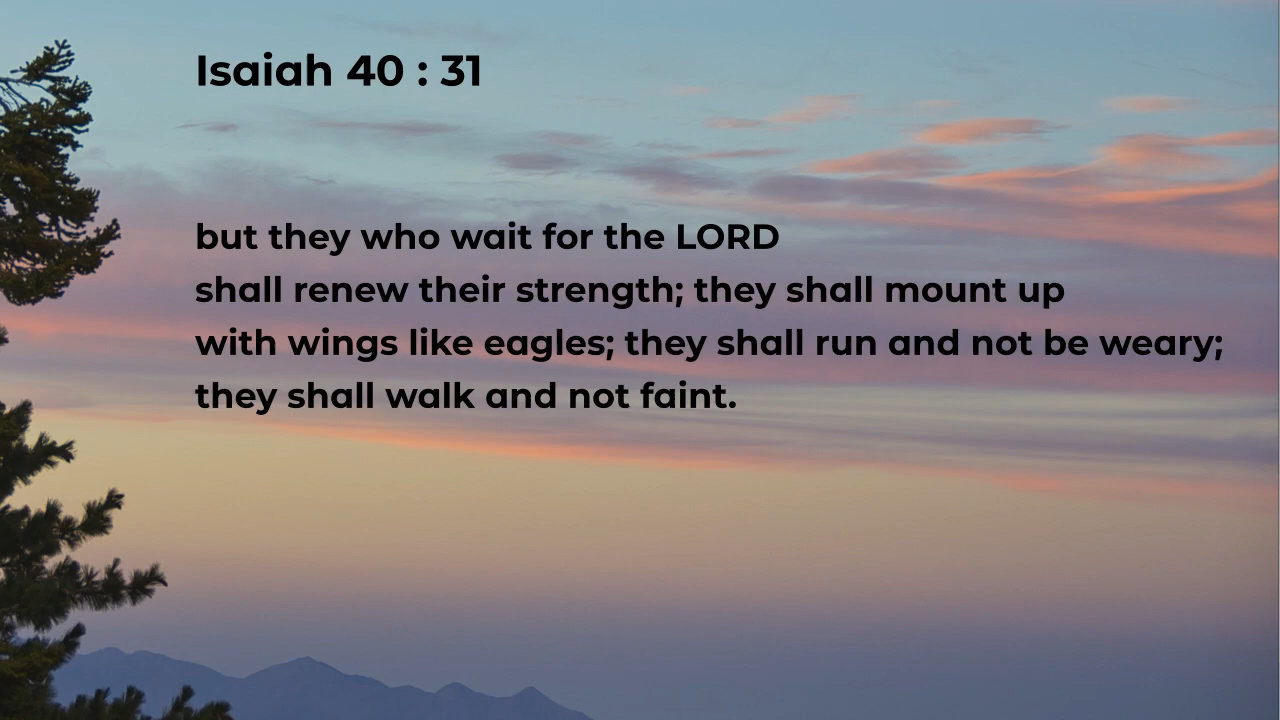 Isaiah 40 : 31
but they who wait for the LORD
shall renew their strength; they shall mount up
with wings like eagles; they shall run and not be weary;
they shall walk and not faint.